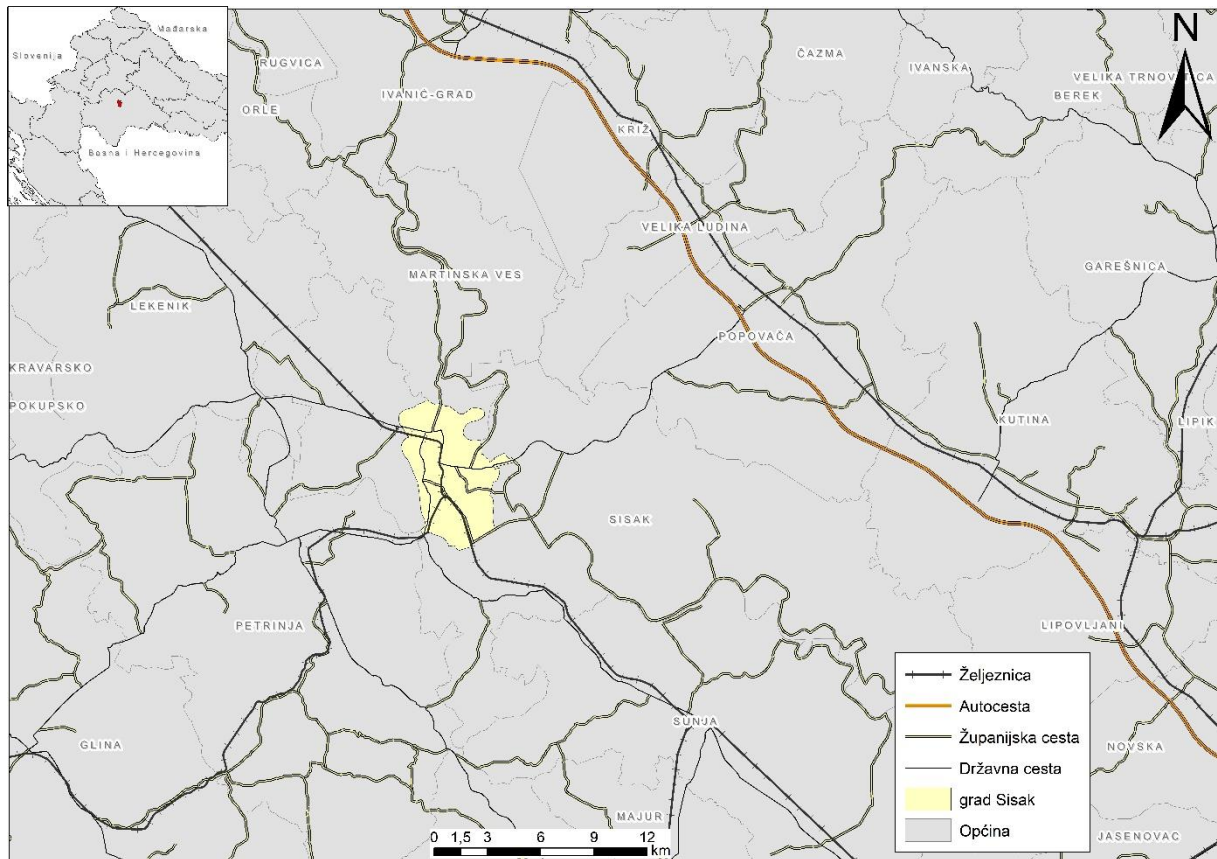 Mađarska
Slovenija
Bosna i Hercegovina
N
RUGVICA
ORLE
IVANIĆ-GRAD
ČAZMA
IVANSKA
VELIKA TRNOVITICA
BEREK
KRIŽ
VELIKA LUDINA
MARTINSKA VES
GAREŠNICA
LEKENIK
POPOVAČA
KRAVARSKO
POKUPSKO
KUTINA
LIPIK
SISAK
PETRINJA
LIPOVLJANI
SUNJA
GLINA
NOVSKA
MAJUR
JASENOVAC
Željeznica
Autocesta
Županijska cesta
Državna cesta
grad Sisak
Općina
0 1,5 3 6 9 12
km